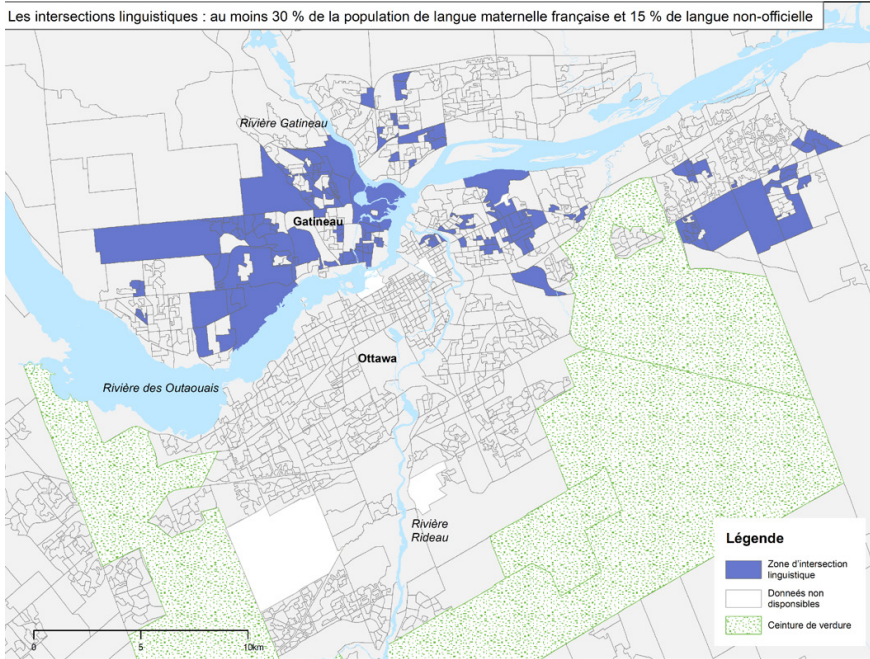 Les intersections linguistiques : au moins 30 % de la population de langue maternelle française et 15 % de langue non-officielle
Rivière Gatineau
Gatineau
Ottawa
Rivière des Outaouais
Rivière
Rideau
Légende
Zone d'intersection
linguistique
Donneés non
disponsibles
Ceinture de verdure
0 5 10km